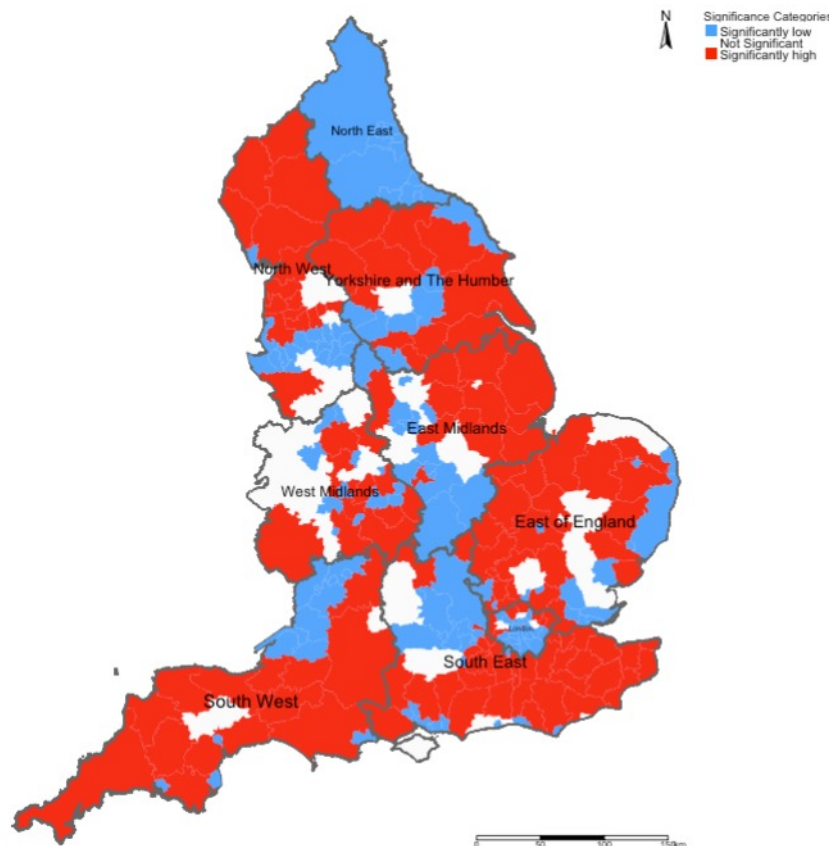 N
Significance Categories
Significantly low
Not Significant
Significantly high
North East
North West
Yorkshire and The Humber
East Midlands
West Midlands
East of England
London
South East
South West
0 50 100 150km